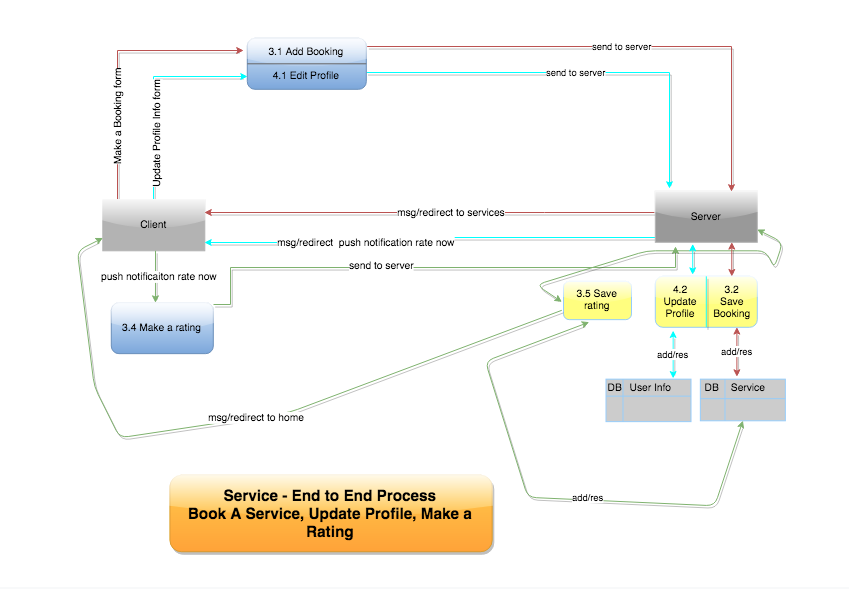 3.1 Add Booking
send to server
4.1 Edit Profile
send to server
Make a Booking form
Update Profile Info form
Client
msg/redirect to services
Server
msg/redirect push notification rate now
push notificaiton rate now
send to server
3.4 Make a rating
3.5 Save
rating
4.2
Update
Profile
3.2
Save
Booking
add/res
add/res
DB User Info
DB Service
msg/redirect to home
add/res
Service - End to End Process
Book A Service, Update Profile, Make a
Rating